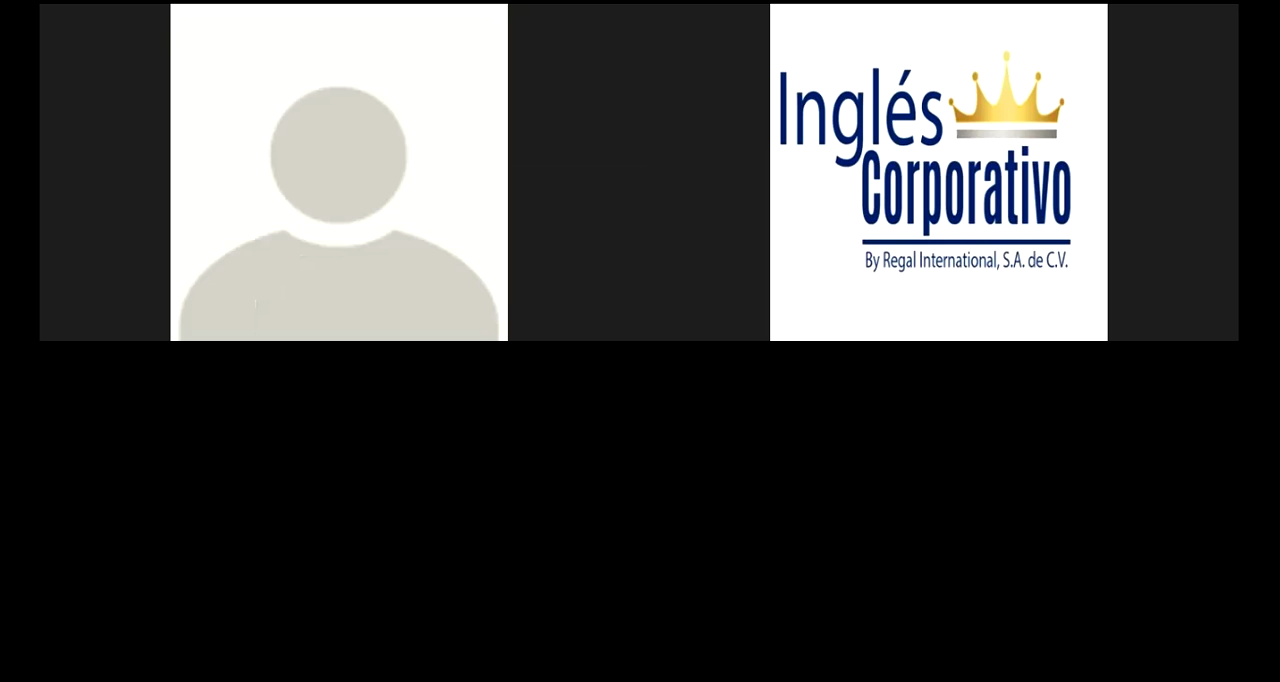 Inglés
Corporativo
By Regal International, S.A. de C.V.